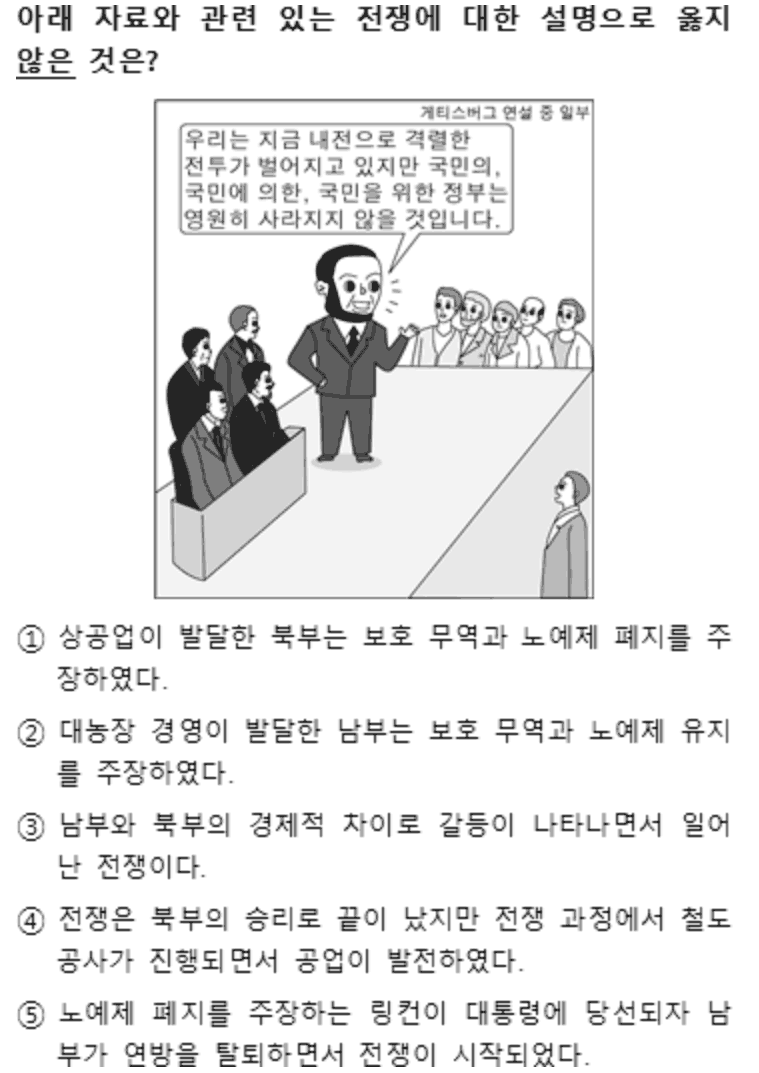 아래 자료와 관련 있는 전쟁에 대한 설명으로 옳지
않은 것은?
게티스버그 연설 중 일부
우리는 지금 내전으로 격렬한
전투가 벌어지고 있지만 국민의,
국민에 의한, 국민을 위한 정부는
영원히 사라지지 않을 것입니다.
① 상공업이 발달한 북부는 보호 무역과 노예제 폐지를 주
장하였다.
② 대농장 경영이 발달한 남부는 보호 무역과 노예제 유지
를 주장하였다.
③ 남부와 북부의 경제적 차이로 갈등이 나타나면서 일어
난 전쟁이다.
④ 전쟁은 북부의 승리로 끝이 났지만 전쟁 과정에서 철도
공사가 진행되면서 공업이 발전하였다.
⑤ 노예제 폐지를 주장하는 링컨이 대통령에 당선되자 남
부가 연방을 탈퇴하면서 전쟁이 시작되었다.